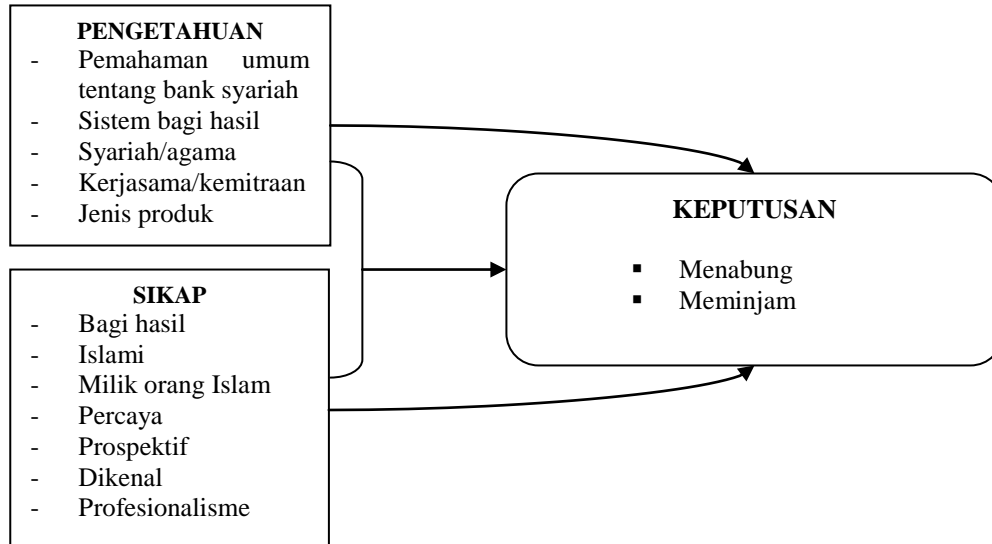 PENGETAHUAN
- Pemahaman umum
tentang bank syariah
- Sistem bagi hasil
- Syariah/agama
- Kerjasama/kemitraan
- Jenis produk
SIKAP
- Bagi hasil
- Islami
- Milik orang Islam
- Percaya
- Prospektif
- Dikenal
- Profesionalisme
KEPUTUSAN
▪ Menabung
▪ Meminjam